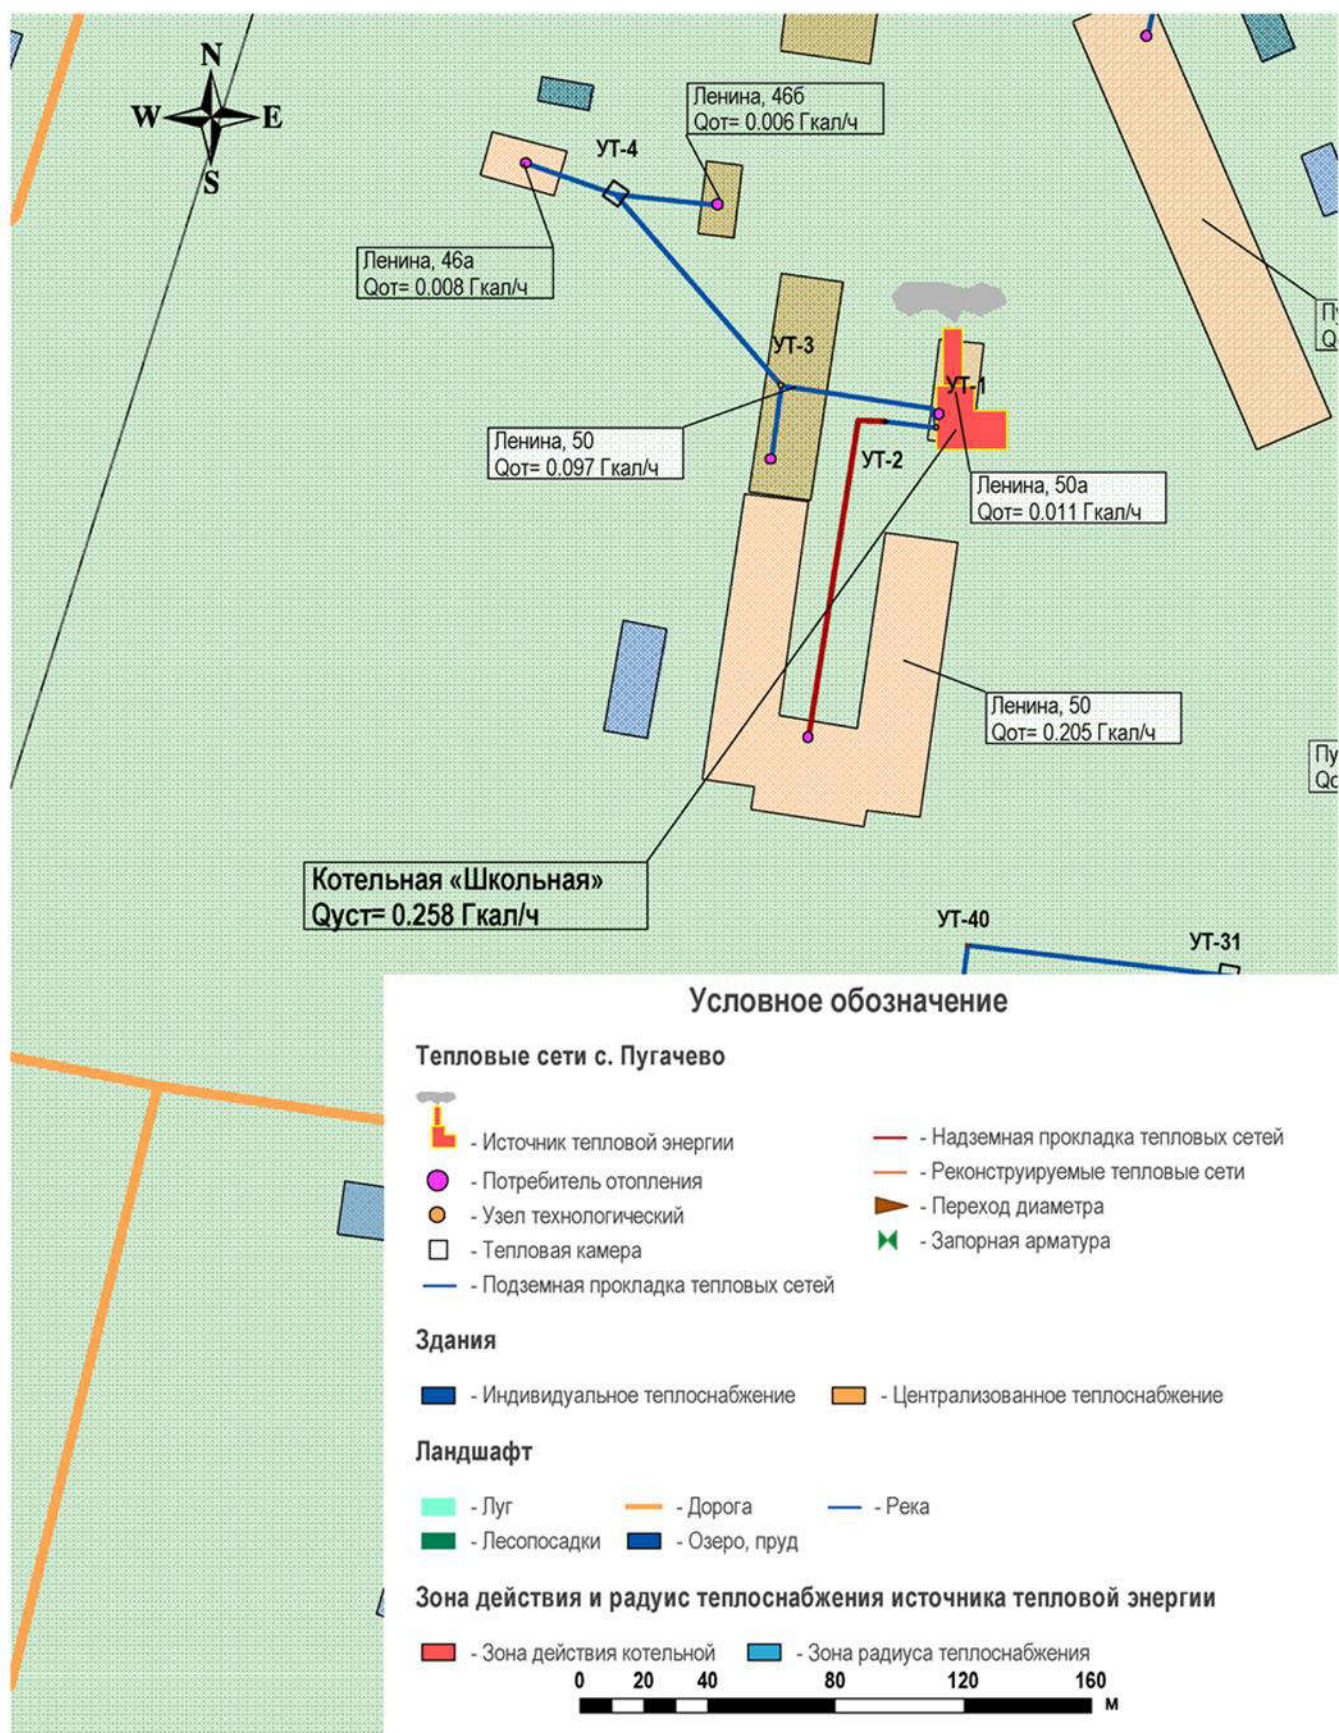 N
W E
S
Ленина, 46б
Qот= 0.006 Гкал/ч
УТ-4
Ленина, 46а
Qот= 0.008 Гкал/ч
УТ-3
УТ-1
Ленина, 50
Qот= 0.097 Гкал/ч
УТ-2
Ленина, 50а
Qот= 0.011 Гкал/ч
Ленина, 50
Qот= 0.205 Гкал/ч
Котельная «Школьная»
Qуст= 0.258 Гкал/ч
УТ-40
УТ-31
Условное обозначение
Тепловые сети с. Пугачево
- Источник тепловой энергии
- Потребитель отопления
- Узел технологический
- Тепловая камера
- Подземная прокладка тепловых сетей
- Надземная прокладка тепловых сетей
- Реконструируемые тепловые сети
- Переход диаметра
- Запорная арматура
Здания
- Индивидуальное теплоснабжение
- Централизованное теплоснабжение
Ландшафт
- Луг
- Дорога
- Река
- Лесопосадки
- Озеро, пруд
Зона действия и радуис теплоснабжения источника тепловой энергии
- Зона действия котельной
- Зона радиуса теплоснабжения
0 20 40 80 120 160
м